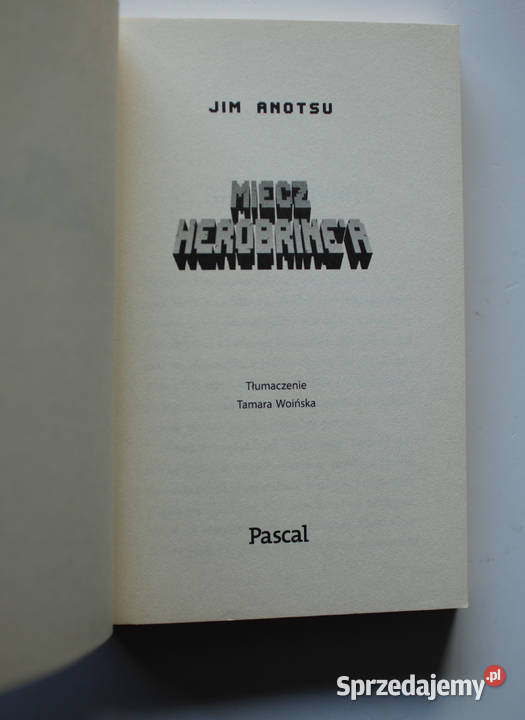 JIM ANOTSU
MIECZ
HEROBRINE'A
Tłumaczenie
Tamara Woińska
Pascal
Sprzedajemy.pl